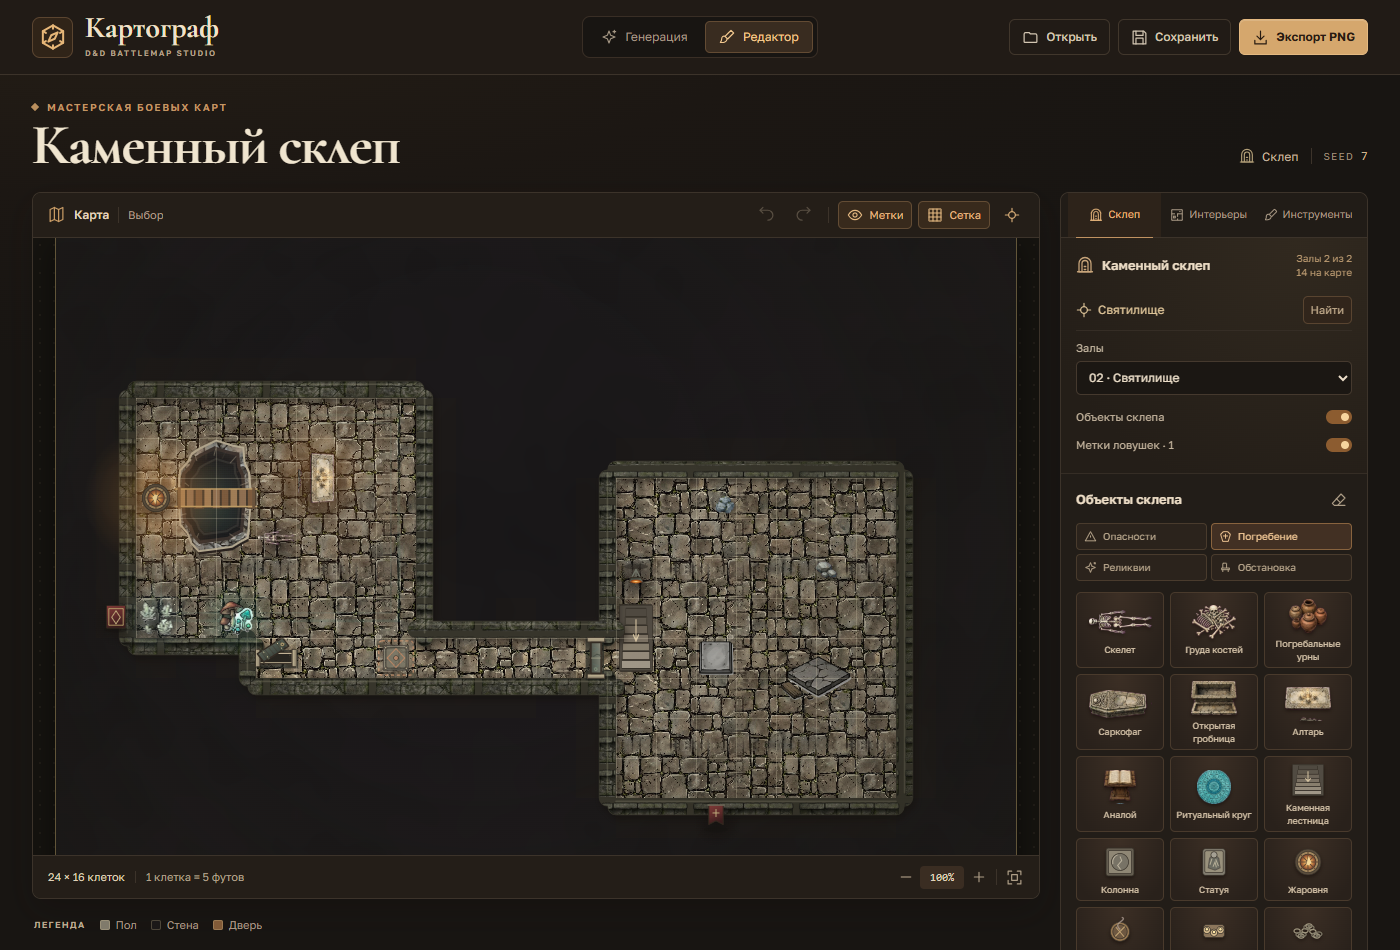 Картограф
D&D BATTLEMAP STUDIO
Генерация
Редактор
Открыть
Сохранить
Экспорт PNG
МАСТЕРСКАЯ БОЕВЫХ КАРТ
Каменный склеп
Склеп
SEED 7
Карта
Выбор
Метки
Сетка
Склеп
Интерьеры
Инструменты
Каменный склеп
Залы 2 из 2
14 на карте
Святилище
Найти
Залы
02 · Святилище
Объекты склепа
Метки ловушек · 1
Объекты склепа
Опасности
Погребение
Реликвии
Обстановка
Скелет
Груда костей
Погребальные
урны
Саркофаг
Открытая
гробница
Алтарь
Аналой
Ритуальный круг
Каменная
лестница
Колонна
Статуя
Жаровня
24 × 16 клеток
1 клетка = 5 футов
100%
ЛЕГЕНДА
Пол
Стена
Дверь